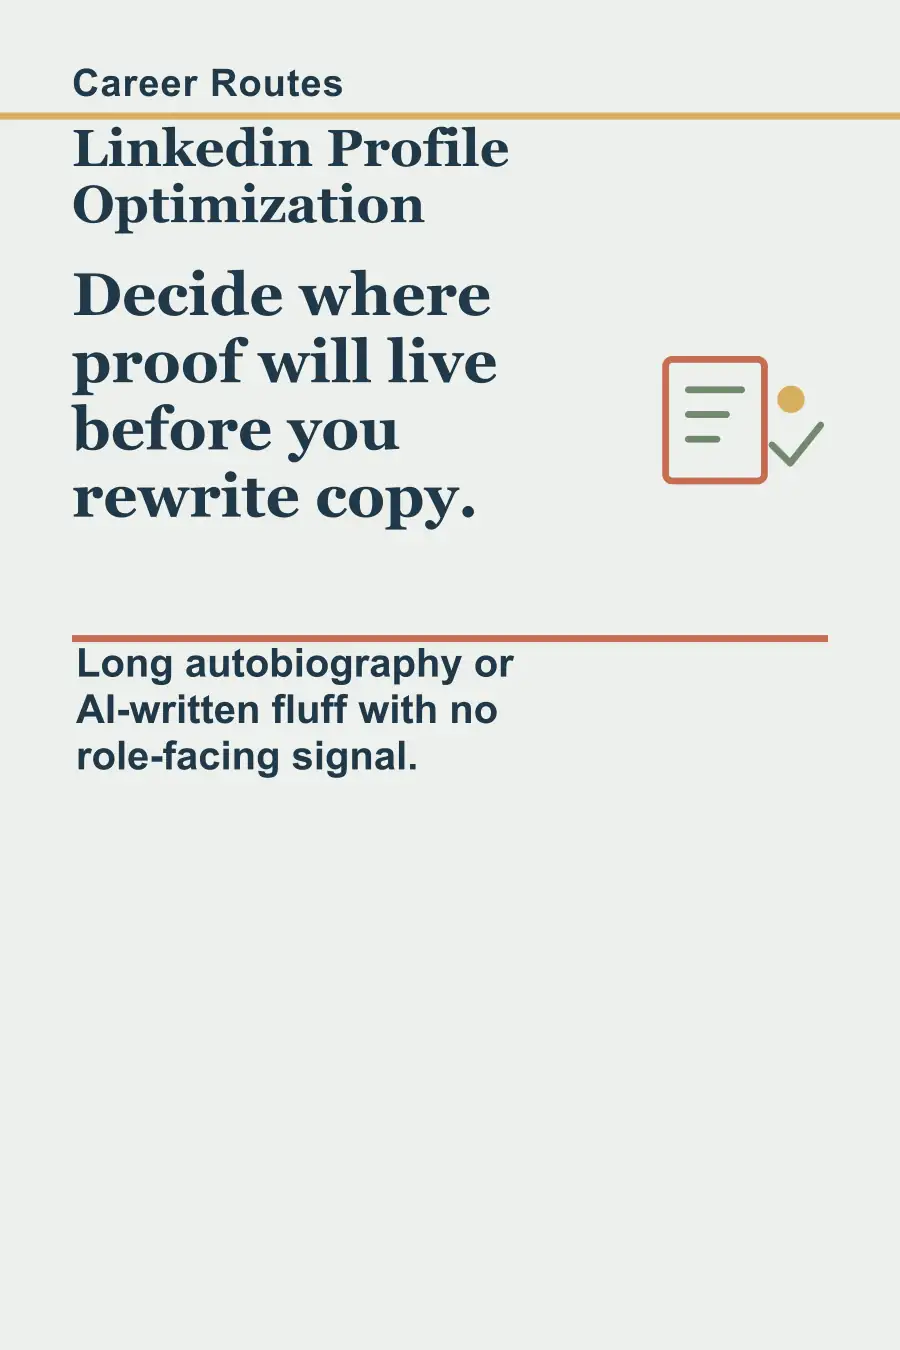 Career Routes
Linkedin Profile
Optimization
Decide where
proof will live
before you
rewrite copy.
Long autobiography or
AI-written fluff with no
role-facing signal.